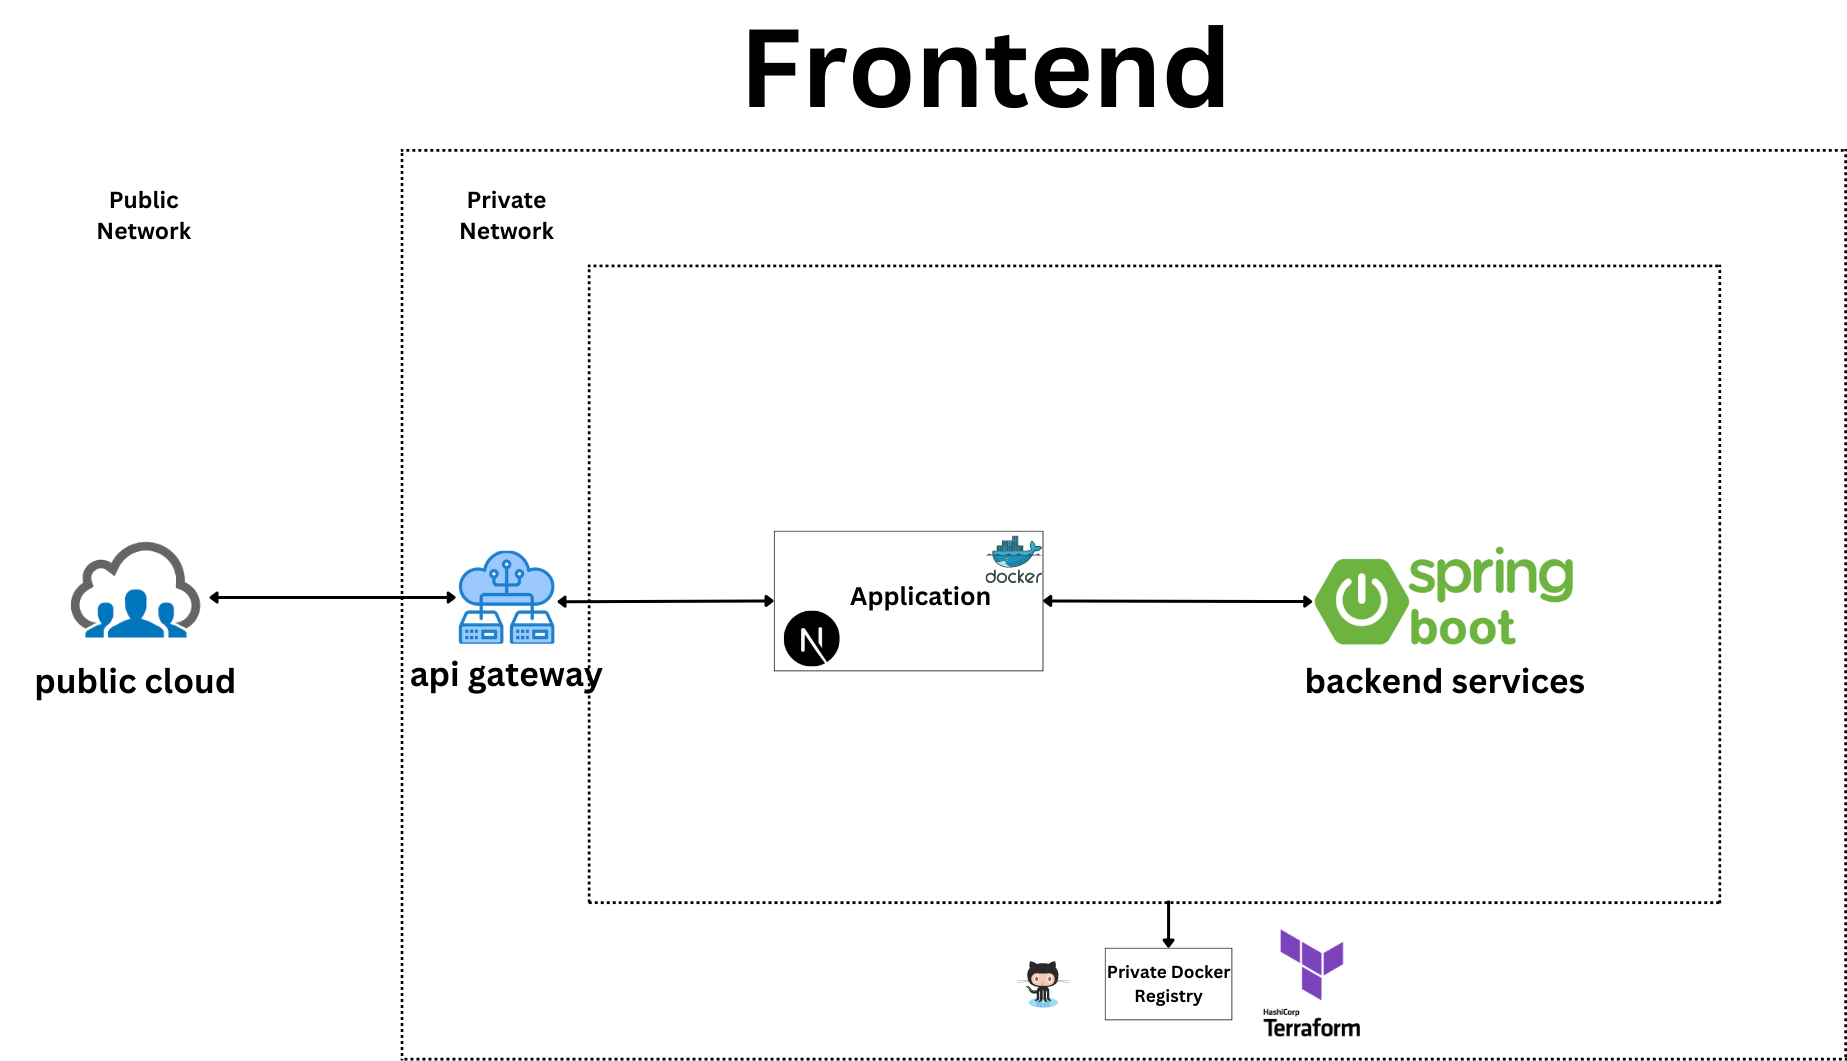 Frontend
Public
Network
Private
Network
docker
Application
N
spring
boot
public cloud
api gateway
backend services
Private Docker
Registry
HashiCorp
Terraform